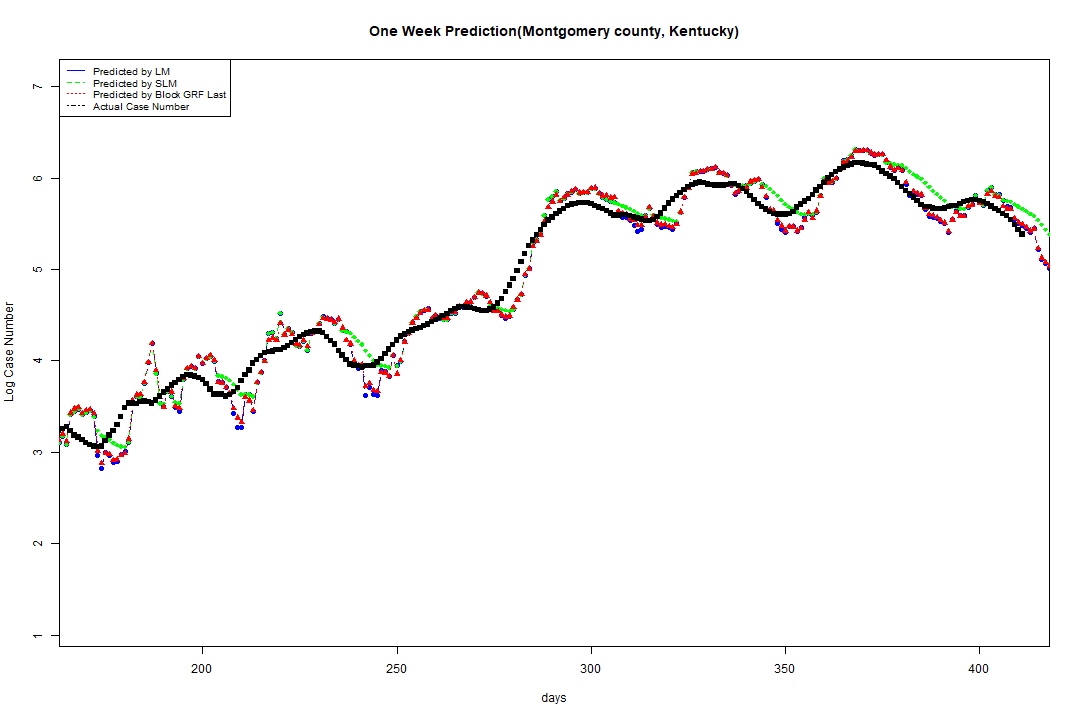 One Week Prediction(Montgomery county, Kentucky)
Predicted by LM
Predicted by SLM
Predicted by Block GRF Last
Actual Case Number
7
6
5
4
3
2
1
Log Case Number
200 250 300 350 400
days